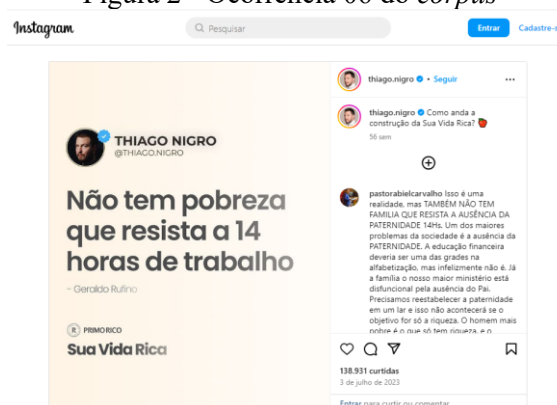 Figura 2 - Ocorrência 06 do corpus
Instagram
Pesquisar
Entrar
Cadastre-s
THIAGO NIGRO
@THIAGO.NIGRO
Não tem pobreza
que resista a 14
horas de trabalho
- Geraldo Rufino
R PRIMO RICO
Sua Vida Rica
thiago.nigro • Seguir
thiago.nigro Como anda a
construção da Sua Vida Rica?
56 sem
pastorabielcarvalho Isso é uma
realidade, mas TAMBÉM NÃO TEM
FAMILIA QUE RESISTA A AUSÊNCIA DA
PATERNIDADE 14Hs. Um dos maiores
problemas da sociedade é a ausência da
PATERNIDADE. A educação financeira
deveria ser uma das grades na
alfabetização, mas infelizmente não é. Já
a família o nosso maior ministério está
disfuncional pela ausência do Pai.
Precisamos reestabelecer a paternidade
em um lar e isso não acontecerá se o
objetivo for só a riqueza. O homem mais
pobre é o que só tem riqueza, e o
138.931 curtidas
3 de julho de 2023
Entrar para curtir ou comentar.